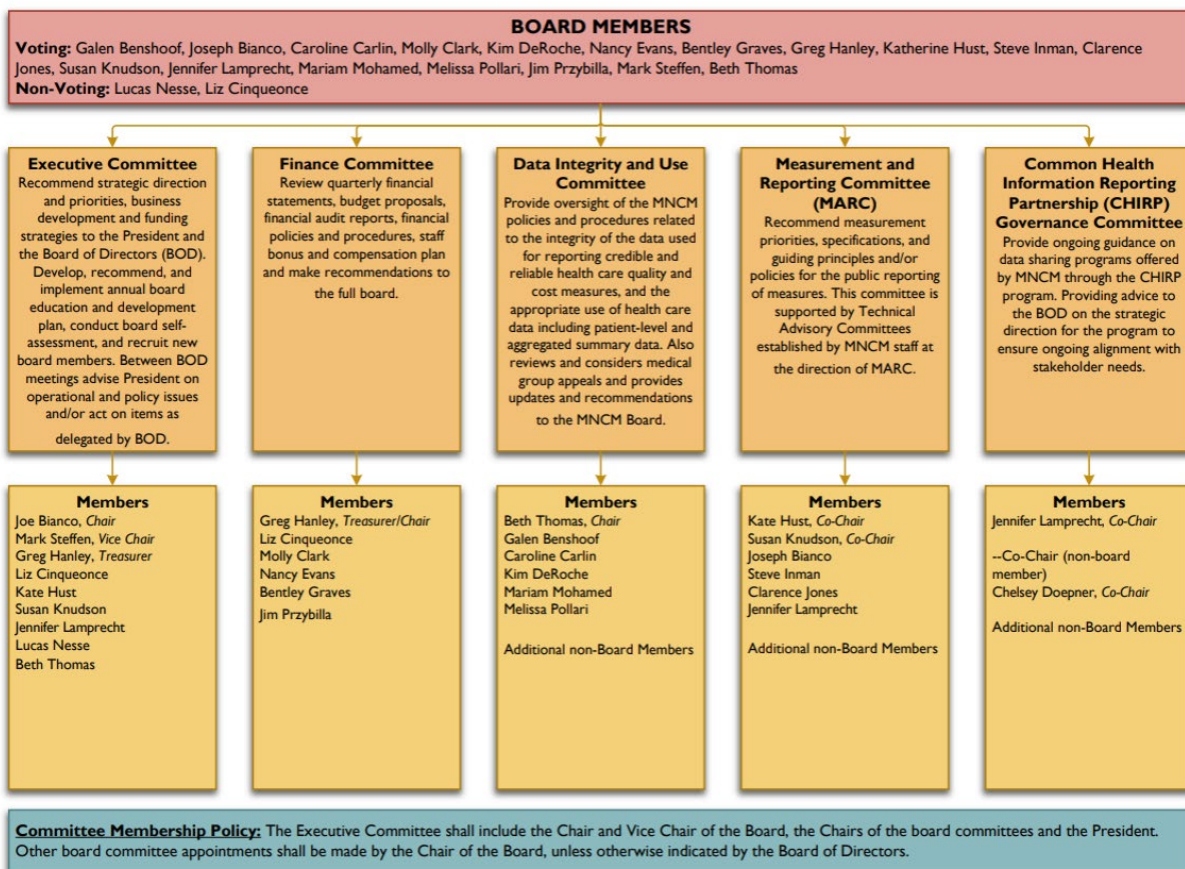 BOARD MEMBERS
Voting: Galen Benshoof, Joseph Bianco, Caroline Carlin, Molly Clark, Kim DeRoche, Nancy Evans, Bentley Graves, Greg Hanley, Katherine Hust, Steve Inman, Clarence
Jones, Susan Knudson, Jennifer Lamprecht, Mariam Mohamed, Melissa Pollari, Jim Przybilla, Mark Steffen, Beth Thomas
Non-Voting: Lucas Nesse, Liz Cinqueonce
Executive Committee
Recommend strategic direction
and priorities, business
development and funding
strategies to the President and
the Board of Directors (BOD).
Develop, recommend, and
implement annual board
education and development
plan, conduct board self-
assessment, and recruit new
board members. Between BOD
meetings advise President on
operational and policy issues
and/or act on items as
delegated by BOD.
Finance Committee
Review quarterly financial
statements, budget proposals,
financial audit reports, financial
policies and procedures, staff
bonus and compensation plan
and make recommendations to
the full board.
Data Integrity and Use
Committee
Provide oversight of the MNCM
policies and procedures related
to the integrity of the data used
for reporting credible and
reliable health care quality and
cost measures, and the
appropriate use of health care
data including patient-level and
aggregated summary data. Also
reviews and considers medical
group appeals and provides
updates and recommendations
to the MNCM Board.
Measurement and
Reporting Committee
(MARC)
Recommend measurement
priorities, specifications, and
guiding principles and/or
policies for the public reporting
of measures. This committee is
supported by Technical
Advisory Committees
established by MNCM staff at
the direction of MARC.
Common Health
Information Reporting
Partnership (CHIRP)
Governance Committee
Provide ongoing guidance on
data sharing programs offered
by MNCM through the CHIRP
program. Providing advice to
the BOD on the strategic
direction for the program to
ensure ongoing alignment with
stakeholder needs.
Members
Joe Bianco, Chair
Mark Steffen, Vice Chair
Greg Hanley, Treasurer
Liz Cinqueonce
Kate Hust
Susan Knudson
Jennifer Lamprecht
Lucas Nesse
Beth Thomas
Members
Greg Hanley, Treasurer/Chair
Liz Cinqueonce
Molly Clark
Nancy Evans
Bentley Graves
Jim Przybilla
Members
Beth Thomas, Chair
Galen Benshoof
Caroline Carlin
Kim DeRoche
Mariam Mohamed
Melissa Pollari
Additional non-Board Members
Members
Kate Hust, Co-Chair
Susan Knudson, Co-Chair
Joseph Bianco
Steve Inman
Clarence Jones
Jennifer Lamprecht
Additional non-Board Members
Members
Jennifer Lamprecht, Co-Chair
--Co-Chair (non-board
member)
Chelsey Doepner, Co-Chair
Additional non-Board Members
Committee Membership Policy: The Executive Committee shall include the Chair and Vice Chair of the Board, the Chairs of the board committees and the President.
Other board committee appointments shall be made by the Chair of the Board, unless otherwise indicated by the Board of Directors.